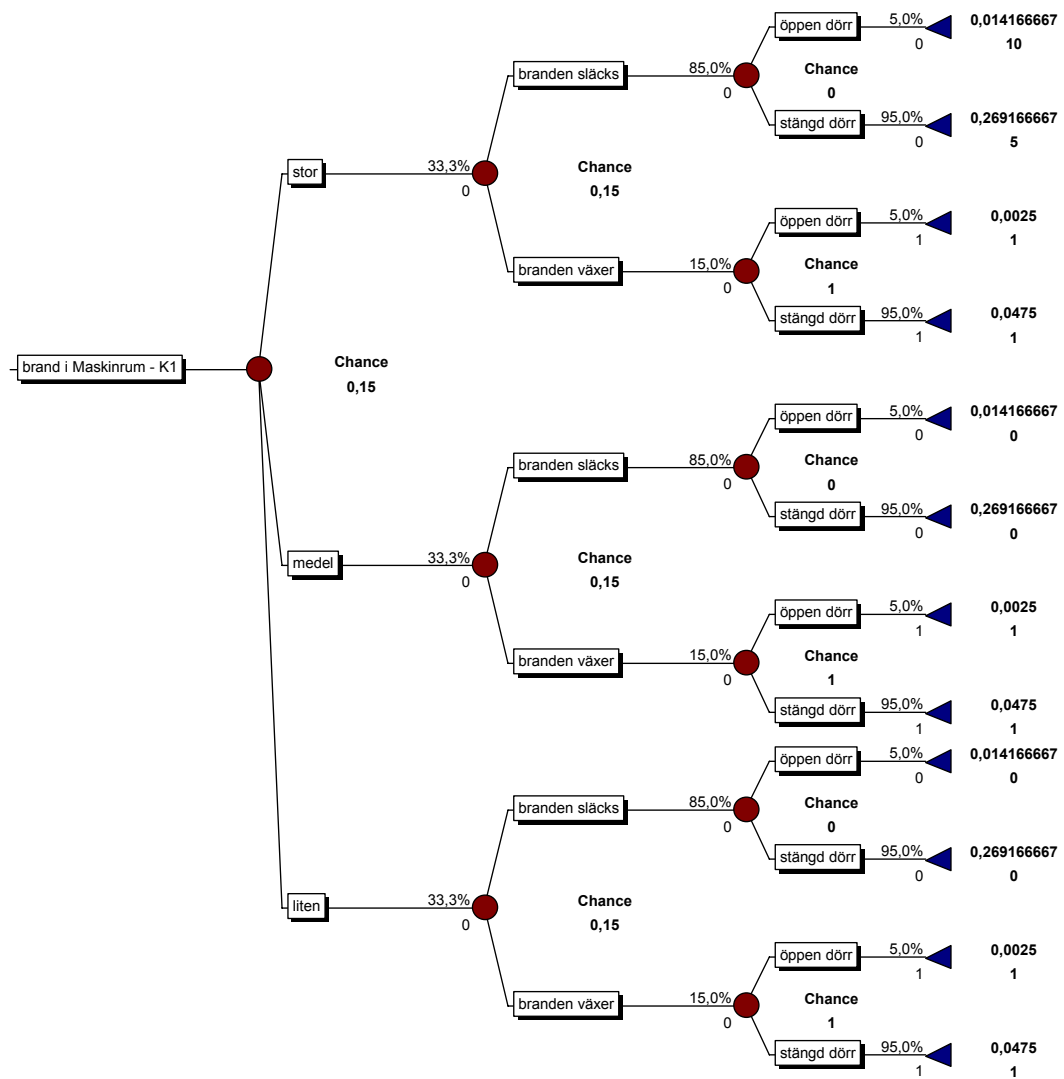 öppen dörr 5,0% 0,014166667
0 10
branden släcks 85,0% Chance
0 0
stängd dörr 95,0% 0,269166667
0 5
stor 33,3% Chance
0 0,15
öppen dörr 5,0% 0,0025
1 1
branden växer 15,0% Chance
0 1
stängd dörr 95,0% 0,0475
1 1
brand i Maskinrum - K1 Chance
0,15
öppen dörr 5,0% 0,014166667
0 0
branden släcks 85,0% Chance
0 0
stängd dörr 95,0% 0,269166667
0 0
medel 33,3% Chance
0 0,15
öppen dörr 5,0% 0,0025
1 1
branden växer 15,0% Chance
0 1
stängd dörr 95,0% 0,0475
1 1
öppen dörr 5,0% 0,014166667
0 0
branden släcks 85,0% Chance
0 0
stängd dörr 95,0% 0,269166667
0 0
liten 33,3% Chance
0 0,15
öppen dörr 5,0% 0,0025
1 1
branden växer 15,0% Chance
0 1
stängd dörr 95,0% 0,0475
1 1